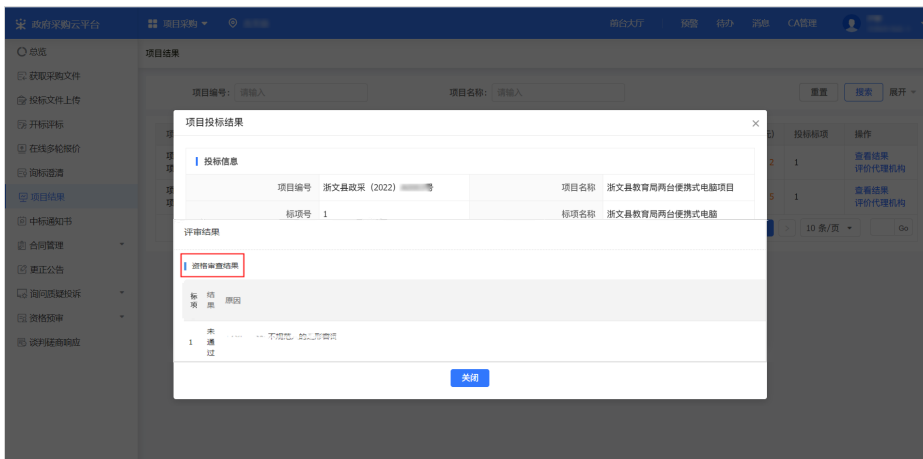 政府采购云平台
项目采购
前台大厅
预警
待办
消息
CA管理
总览
获取采购文件
投标文件上传
开标评标
在线多轮报价
询标澄清
项目结果
中标通知书
合同管理
更正公告
询问质疑投诉
资格预审
谈判磋商响应
项目结果
项目编号: 请输入
项目名称: 请输入
重置
搜索
展开
投标标项
操作
2
1
查看结果
评价代理机构
5
1
查看结果
评价代理机构
10 条/页
Go
项目投标结果
投标信息
项目编号 浙文县政采（2022） 号
项目名称 浙文县教育局两台便携式电脑项目
标项号 1
标项名称 浙文县教育局两台便携式电脑
评审结果
资格审查结果
标项 结果 原因
1 未通过 不规范，
关闭